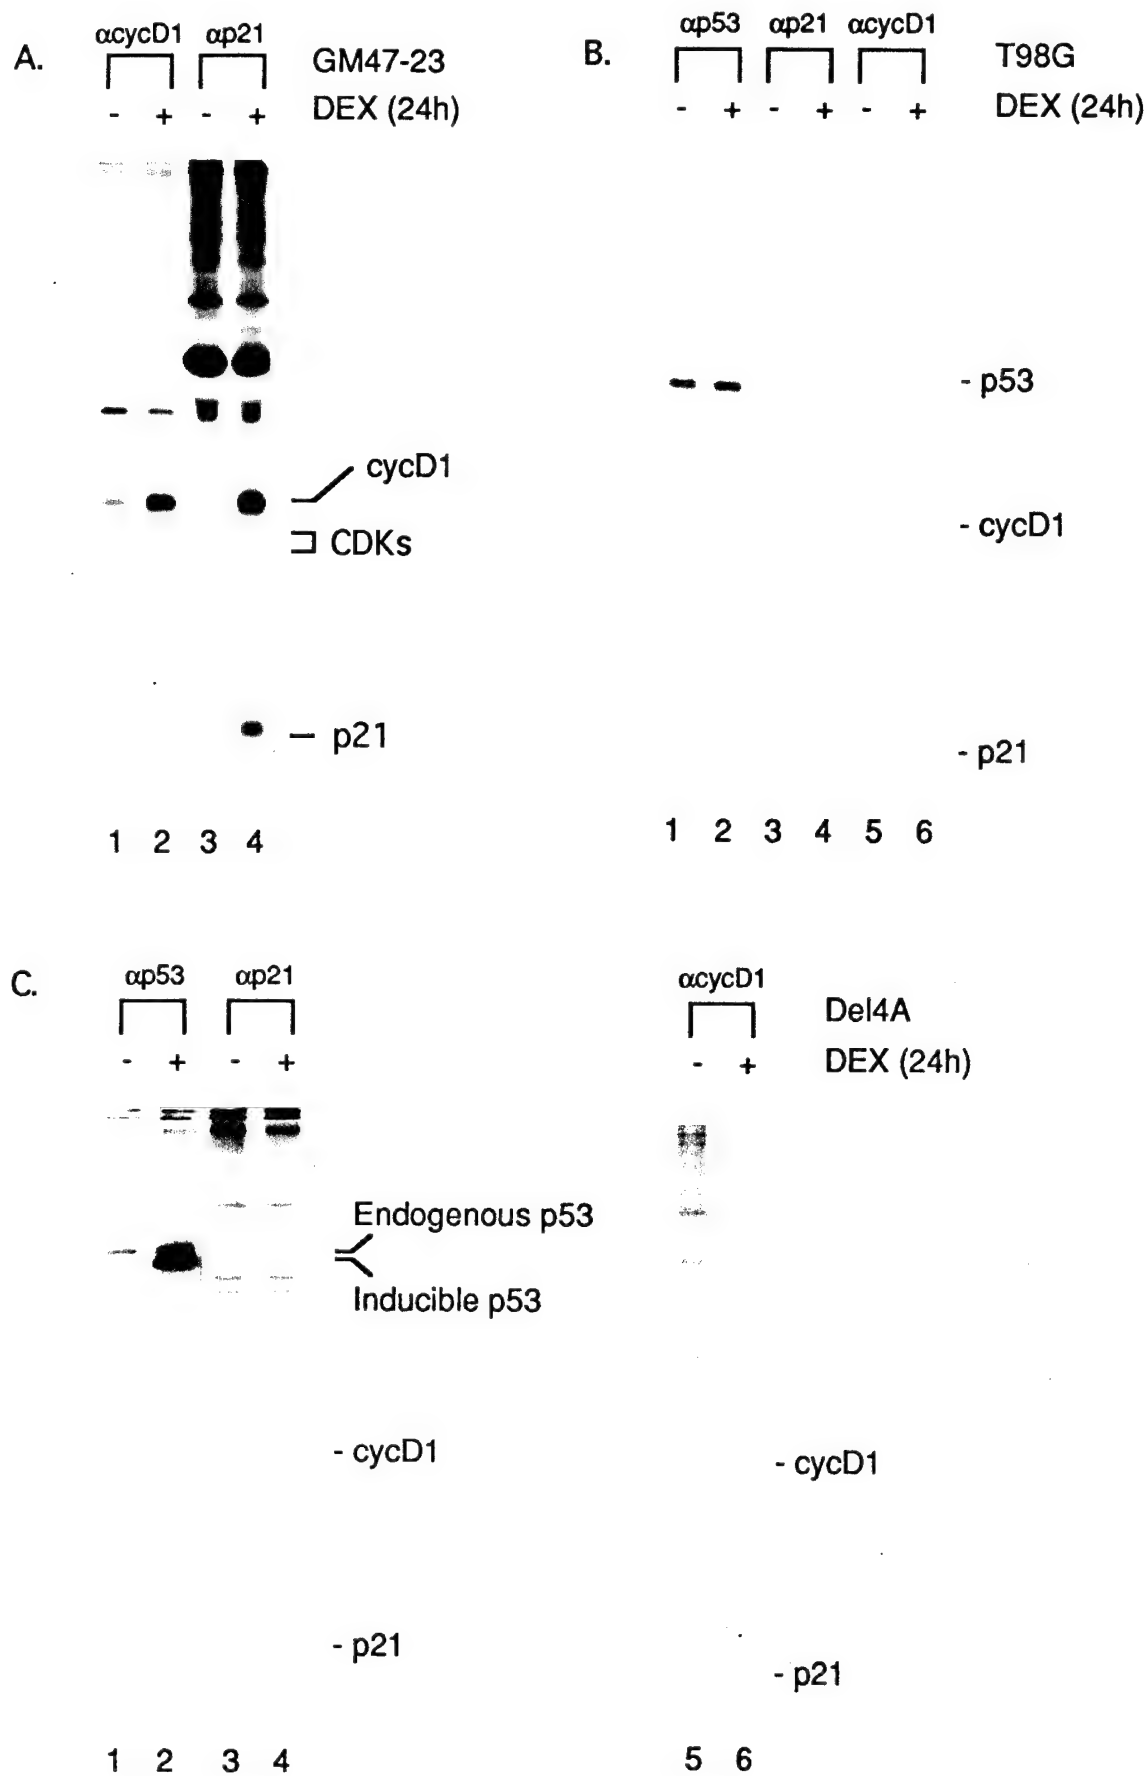 A.
αcycD1 αp21
GM47-23
- + - +
DEX (24h)
cycD1
CDKs
p21
1 2 3 4
B.
αp53 αp21 αcycD1
T98G
- + - + - +
DEX (24h)
- p53
- cycD1
- p21
1 2 3 4 5 6
C.
αp53 αp21
- + - +
Endogenous p53
Inducible p53
- cycD1
- p21
1 2 3 4
αcycD1
Del4A
- +
DEX (24h)
- cycD1
- p21
5 6